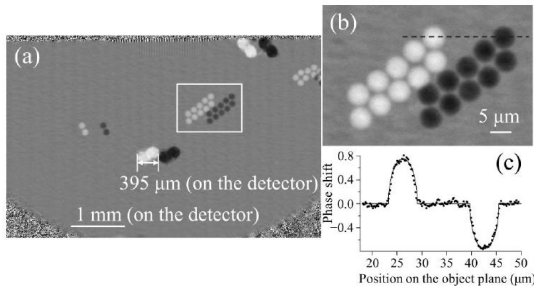 (a)
395 μm (on the detector)
1 mm (on the detector)
(b)
5 μm
(c)
Phase shift
0.8
0.4
0.0
−0.4
20 25 30 35 40 45 50
Position on the object plane (μm)